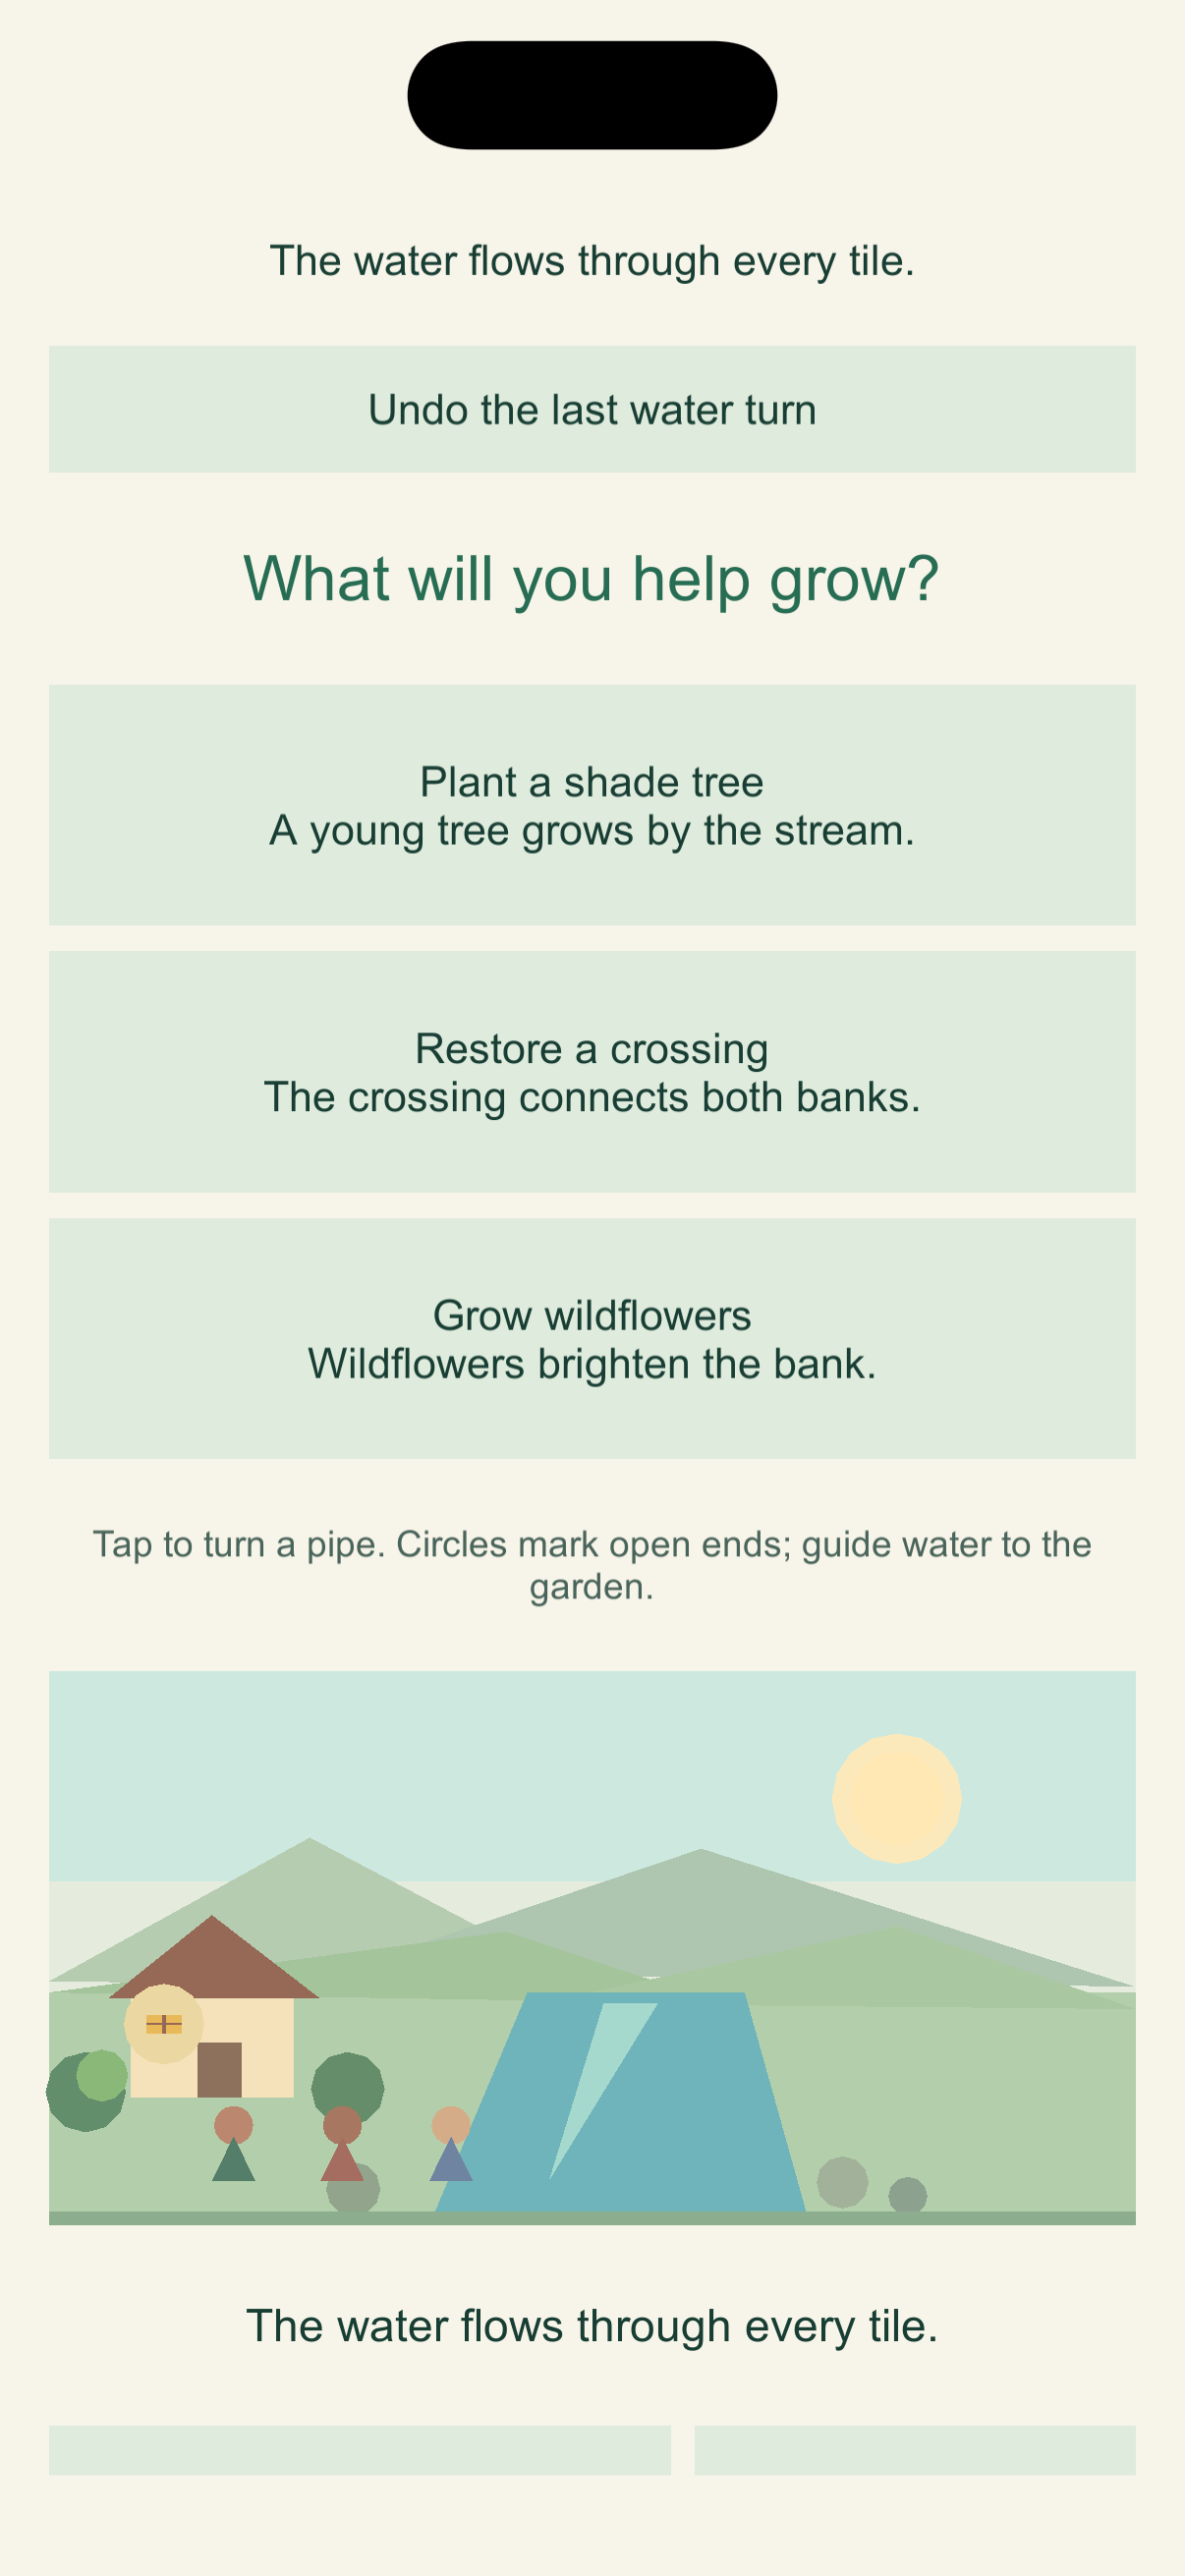 The water flows through every tile.
Undo the last water turn
What will you help grow?
Plant a shade tree
A young tree grows by the stream.
Restore a crossing
The crossing connects both banks.
Grow wildflowers
Wildflowers brighten the bank.
Tap to turn a pipe. Circles mark open ends; guide water to the
garden.
The water flows through every tile.